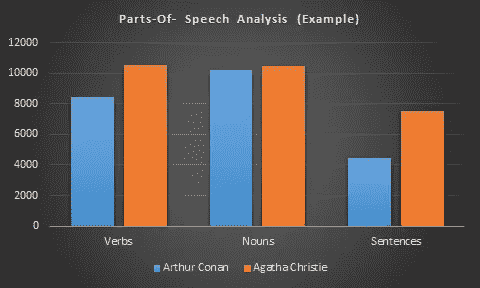 Parts-Of- Speech Analysis (Example)
12000
10000
8000
6000
4000
2000
0
Verbs Nouns Sentences
Arthur Conan Agatha Christie